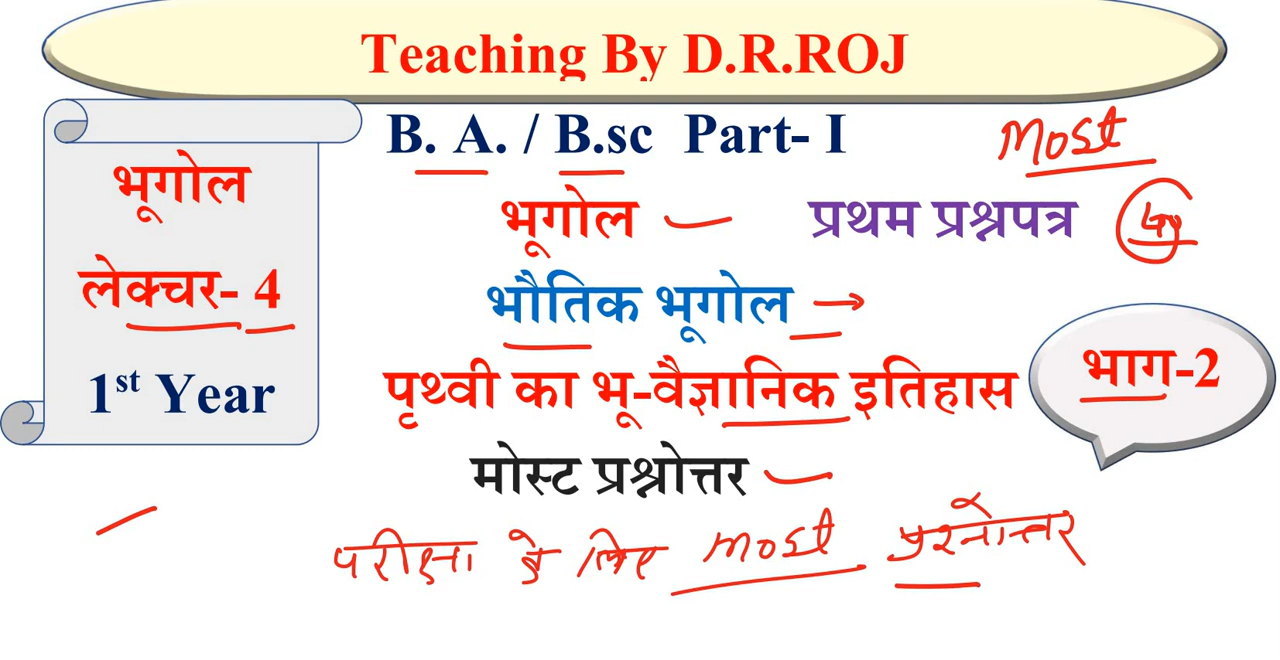 Teaching By D.R.ROJ
B. A. / B.sc Part- I
Most
भूगोल
लेक्चर- 4
1st Year
भूगोल प्रथम प्रश्नपत्र
भौतिक भूगोल →
पृथ्वी का भू-वैज्ञानिक इतिहास
भाग-2
मोस्ट प्रश्नोत्तर
परीक्षा के लिए most प्रश्नोत्तर